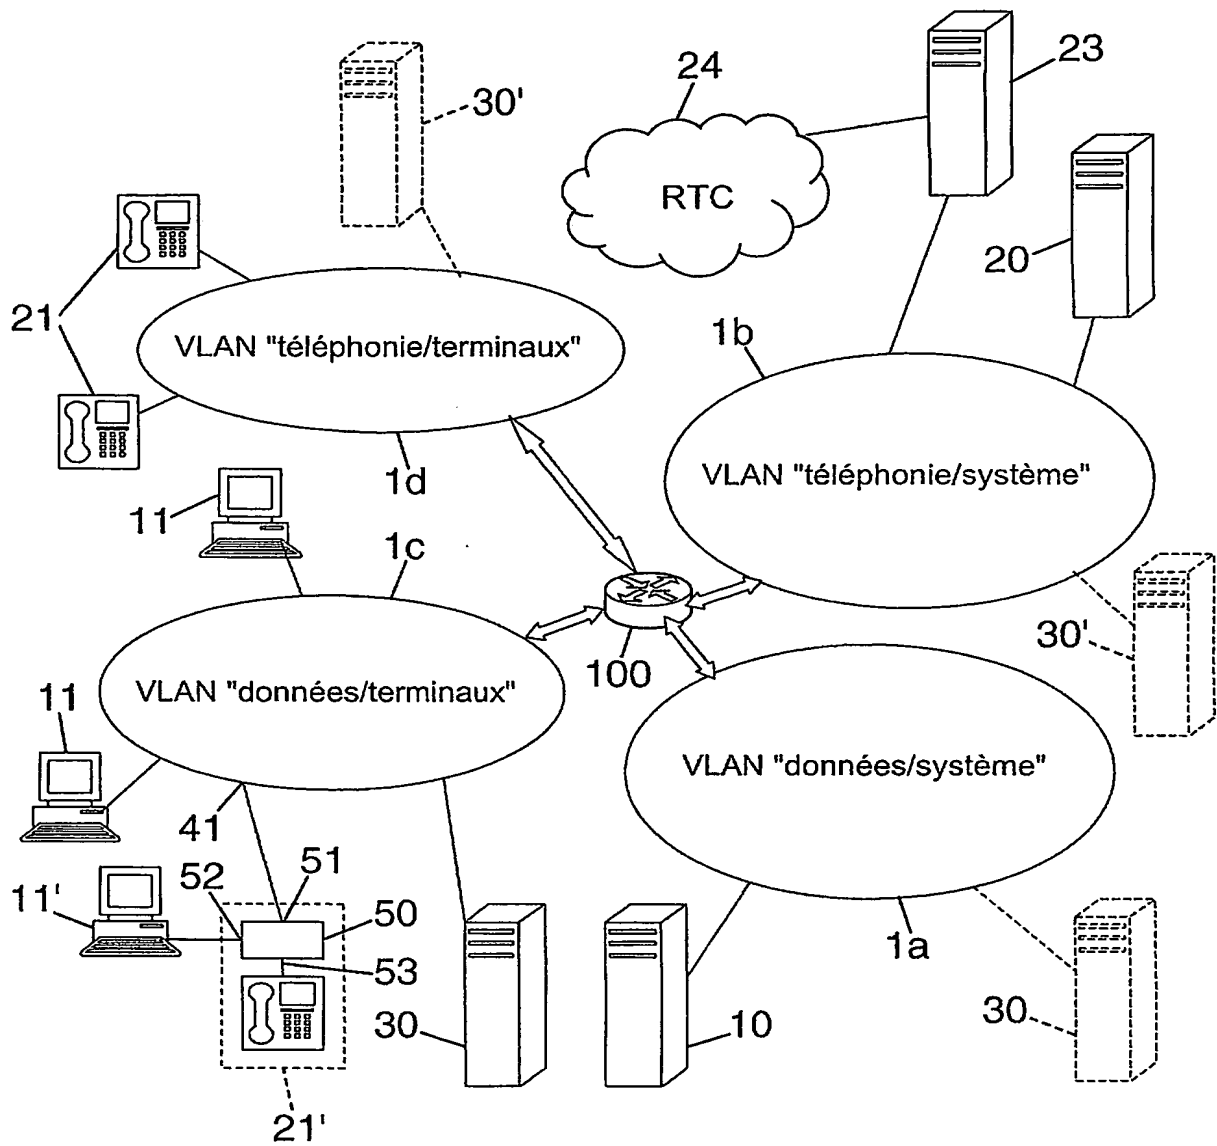 30'
24
23
RTC
20
21
VLAN "téléphonie/terminaux"
1b
1d
VLAN "téléphonie/système"
11
1c
100
30'
VLAN "données/terminaux"
11
VLAN "données/système"
41
52
51
11'
50
1a
53
30
10
30
21'